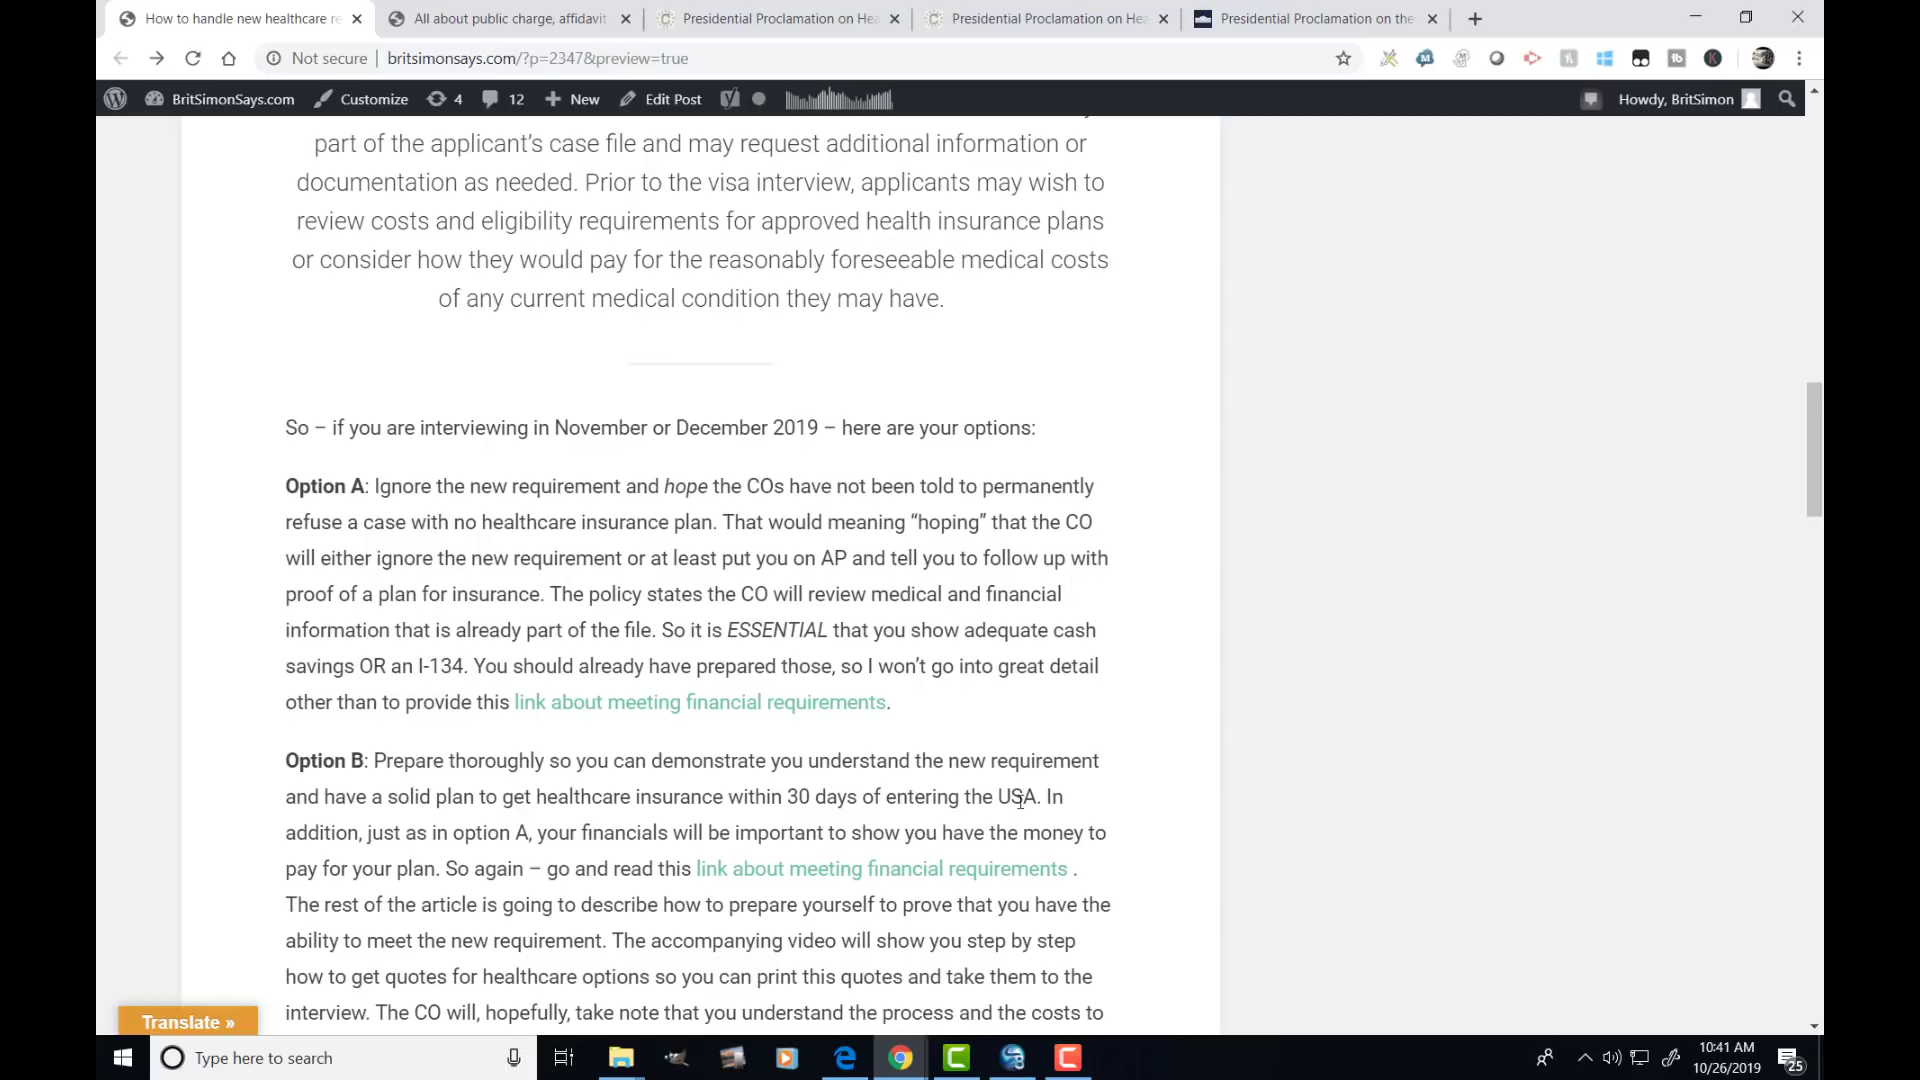 How to handle new healthcare re
All about public charge, affidavit
Presidential Proclamation on Hea
Presidential Proclamation on Hea
Presidential Proclamation on the
Not secure | britsimonsays.com/?p=2347&preview=true
BritSimonSays.com Customize 4 12 New Edit Post Howdy, BritSimon
part of the applicant's case file and may request additional information or
documentation as needed. Prior to the visa interview, applicants may wish to
review costs and eligibility requirements for approved health insurance plans
or consider how they would pay for the reasonably foreseeable medical costs
of any current medical condition they may have.
So – if you are interviewing in November or December 2019 – here are your options:
Option A: Ignore the new requirement and hope the COs have not been told to permanently
refuse a case with no healthcare insurance plan. That would meaning “hoping” that the CO
will either ignore the new requirement or at least put you on AP and tell you to follow up with
proof of a plan for insurance. The policy states the CO will review medical and financial
information that is already part of the file. So it is ESSENTIAL that you show adequate cash
savings OR an I-134. You should already have prepared those, so I won’t go into great detail
other than to provide this link about meeting financial requirements.
Option B: Prepare thoroughly so you can demonstrate you understand the new requirement
and have a solid plan to get healthcare insurance within 30 days of entering the USA. In
addition, just as in option A, your financials will be important to show you have the money to
pay for your plan. So again – go and read this link about meeting financial requirements .
The rest of the article is going to describe how to prepare yourself to prove that you have the
ability to meet the new requirement. The accompanying video will show you step by step
how to get quotes for healthcare options so you can print this quotes and take them to the
interview. The CO will, hopefully, take note that you understand the process and the costs to
Translate »
Type here to search
10:41 AM
10/26/2019
25